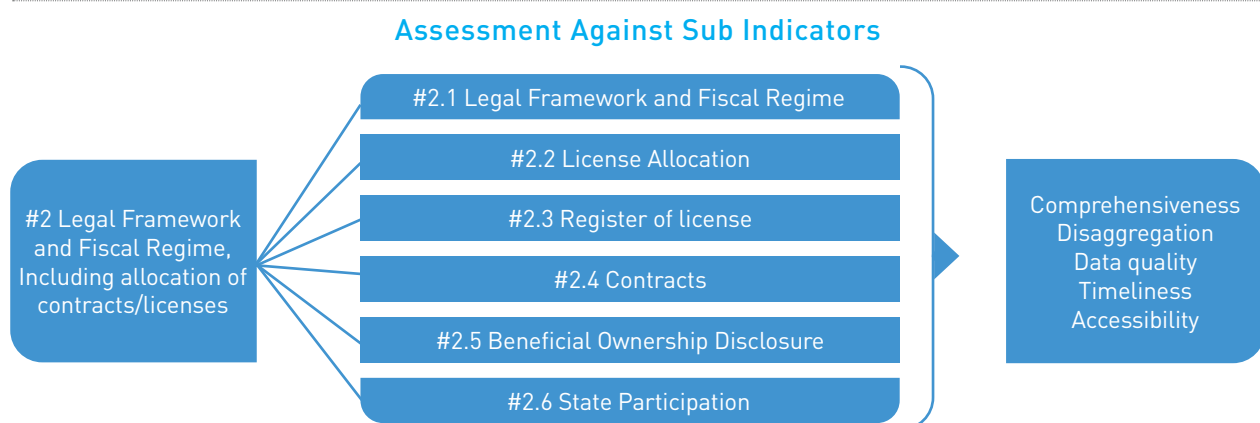 Assessment Against Sub Indicators
#2 Legal Framework
and Fiscal Regime,
Including allocation of
contracts/licenses
#2.1 Legal Framework and Fiscal Regime
#2.2 License Allocation
#2.3 Register of license
#2.4 Contracts
#2.5 Beneficial Ownership Disclosure
#2.6 State Participation
Comprehensiveness
Disaggregation
Data quality
Timeliness
Accessibility